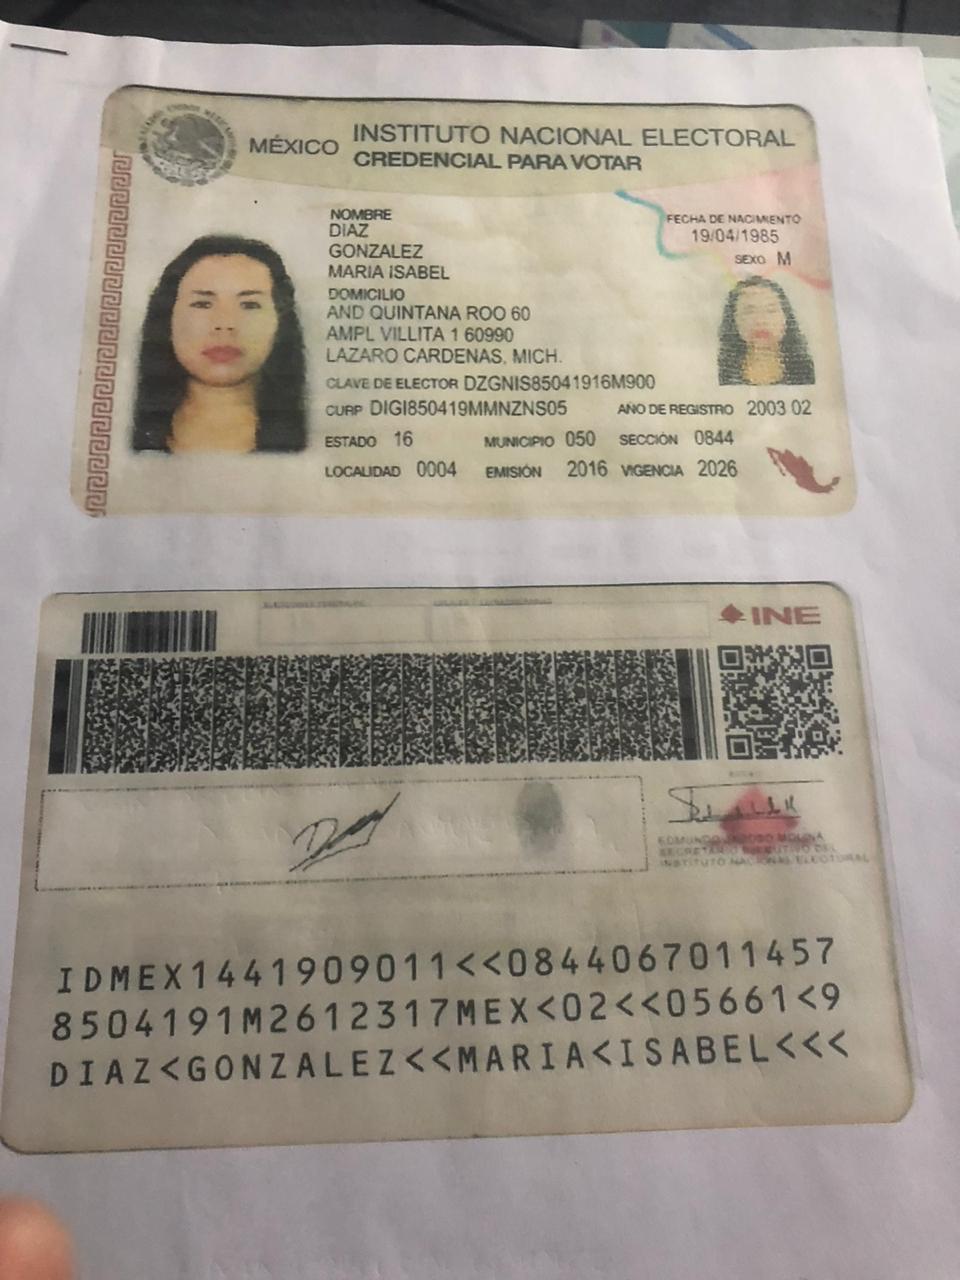 MÉXICO INSTITUTO NACIONAL ELECTORAL
CREDENCIAL PARA VOTAR
NOMBRE
DIAZ
GONZALEZ
MARIA ISABEL
FECHA DE NACIMIENTO
19/04/1985
SEXO M
DOMICILIO
AND QUINTANA ROO 60
AMPL VILLITA 1 60990
LAZARO CARDENAS, MICH.
CLAVE DE ELECTOR DZGNIS85041916M900
CURP DIGI850419MMNZNS05 AÑO DE REGISTRO 2003 02
ESTADO 16 MUNICIPIO 050 SECCIÓN 0844
LOCALIDAD 0004 EMISIÓN 2016 VIGENCIA 2026
INE
EDMUNDO JACOBO MOLINA
SECRETARIO EJECUTIVO DEL
INSTITUTO NACIONAL ELECTORAL
IDMEX1441909011<<0844067011457
8504191M2612317MEX<02<<05661<9
DIAZ<GONZALEZ<<MARIA<ISABEL<<<